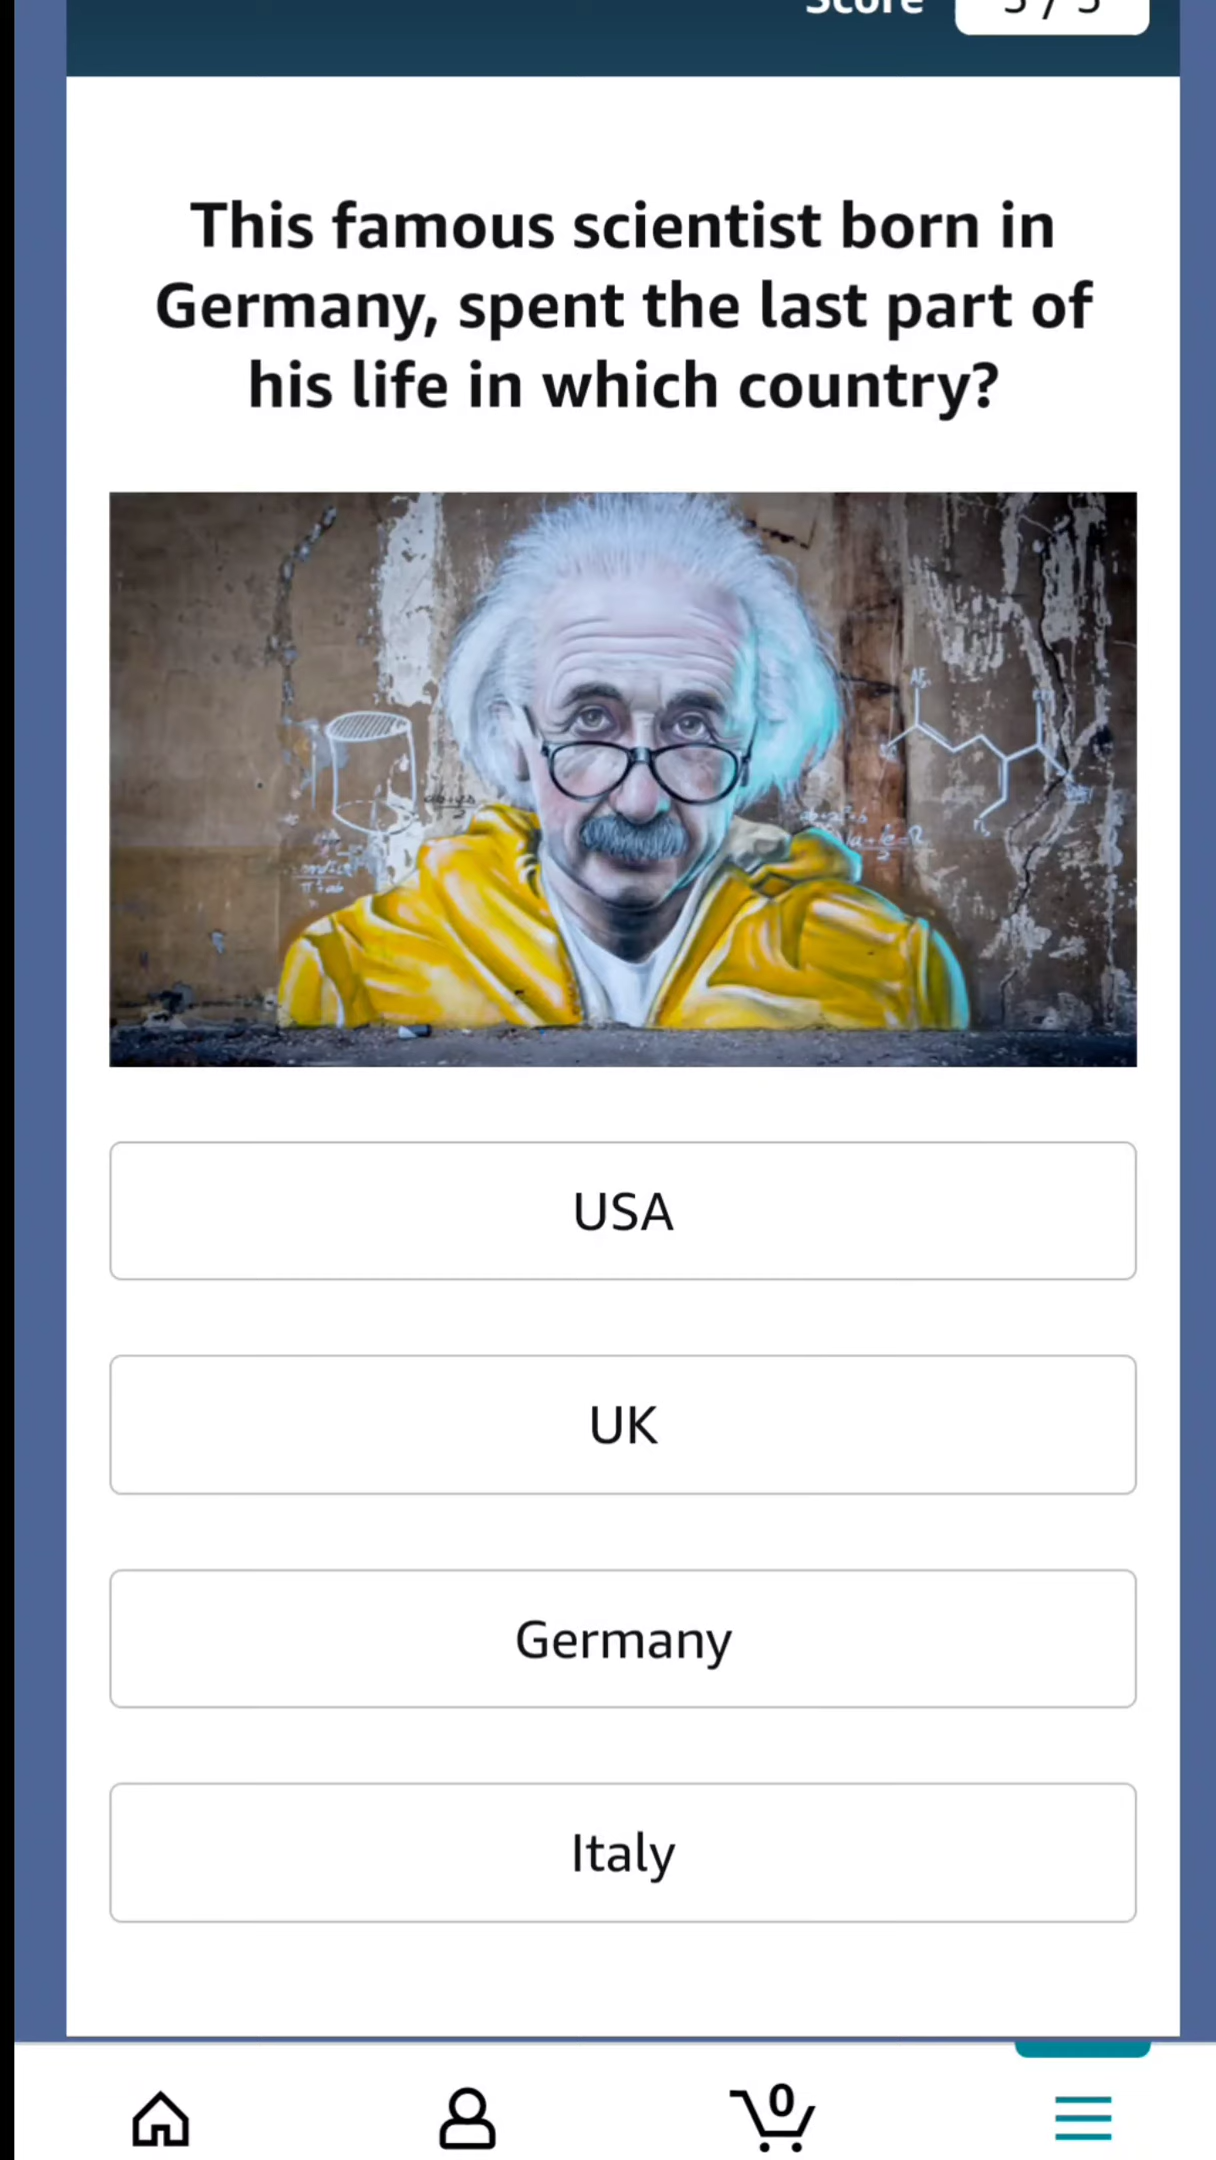 Score
This famous scientist born in
Germany, spent the last part of
his life in which country?
USA
UK
Germany
Italy
0